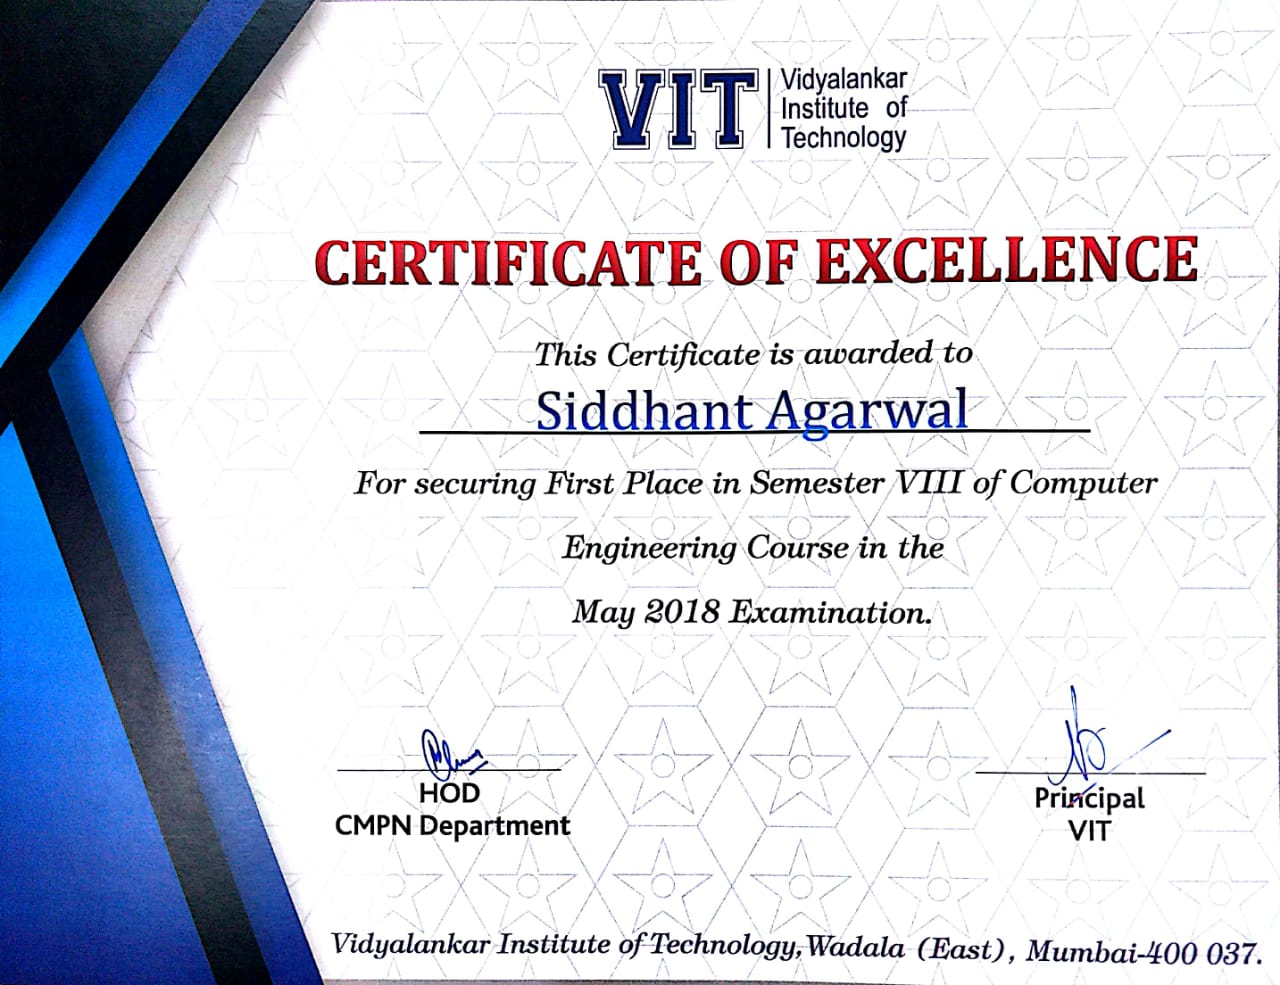 VIT
Vidyalankar
Institute of
Technology
CERTIFICATE OF EXCELLENCE
This Certificate is awarded to
Siddhant Agarwal
For securing First Place in Semester VIII of Computer
Engineering Course in the
May 2018 Examination.
HOD
CMPN Department
Principal
VIT
Vidyalankar Institute of Technology, Wadala (East), Mumbai-400 037.